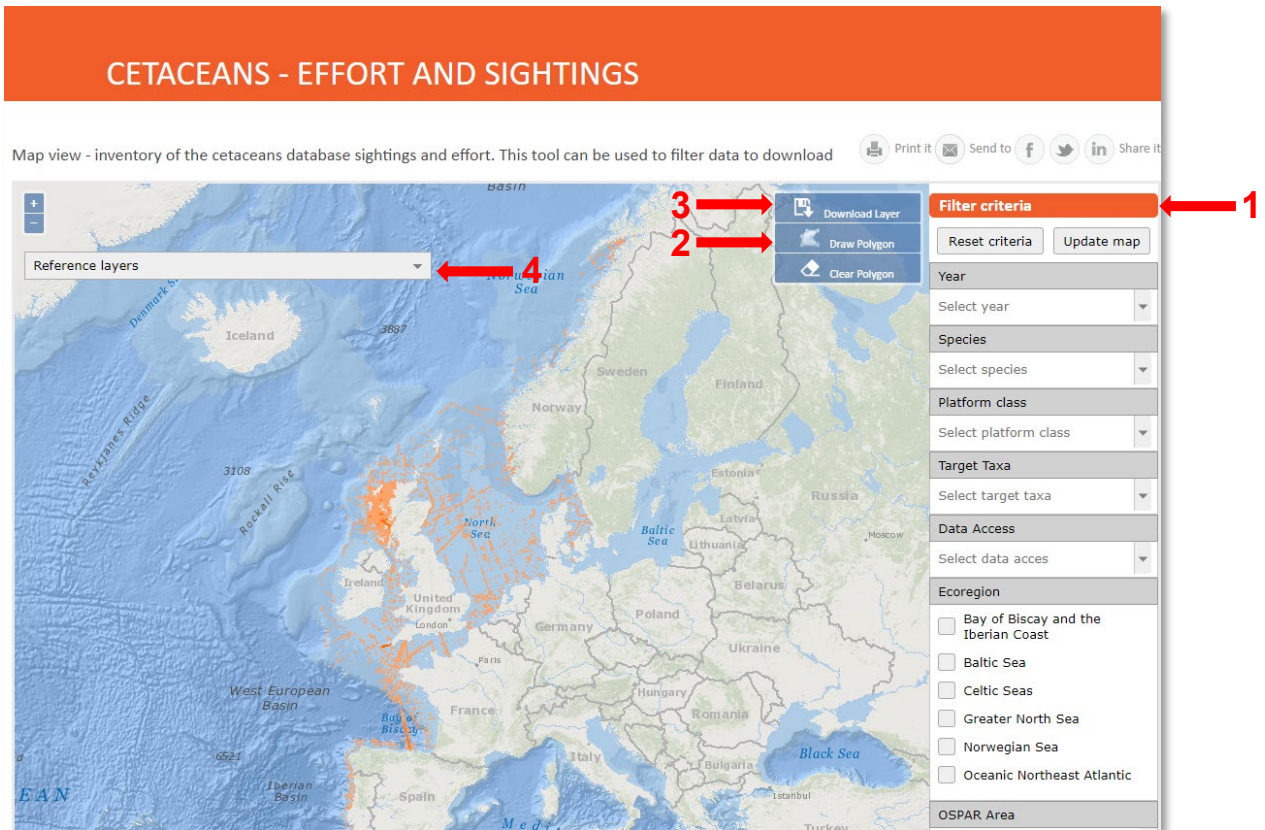 CETACEANS - EFFORT AND SIGHTINGS
Map view - inventory of the cetaceans database sightings and effort. This tool can be used to filter data to download
Print it
Send to
f
in
Share it
Basin
+
-
3
Download Layer
2
Draw Polygon
Clear Polygon
Filter criteria
1
Reset criteria
Update map
Reference layers
4
Norwegian
Sea
Denmark
Iceland
3887
Sweden
Finland
Norway
Reykjanes Ridge
3108
Rockall Rise
Estonia
Russia
North
Sea
Baltic
Sea
Latvia
Lithuania
Moscow
Ireland
United
Kingdom
London
Belarus
Poland
Germany
Ukraine
Paris
West European
Basin
France
Hungary
Romania
Bay of
Biscay
6521
Italy
Bulgaria
Black Sea
Iberian
Basin
Spain
Istanbul
EAN
Medi
Turkey
Year
Select year
Species
Select species
Platform class
Select platform class
Target Taxa
Select target taxa
Data Access
Select data acces
Ecoregion
Bay of Biscay and the
Iberian Coast
Baltic Sea
Celtic Seas
Greater North Sea
Norwegian Sea
Oceanic Northeast Atlantic
OSPAR Area